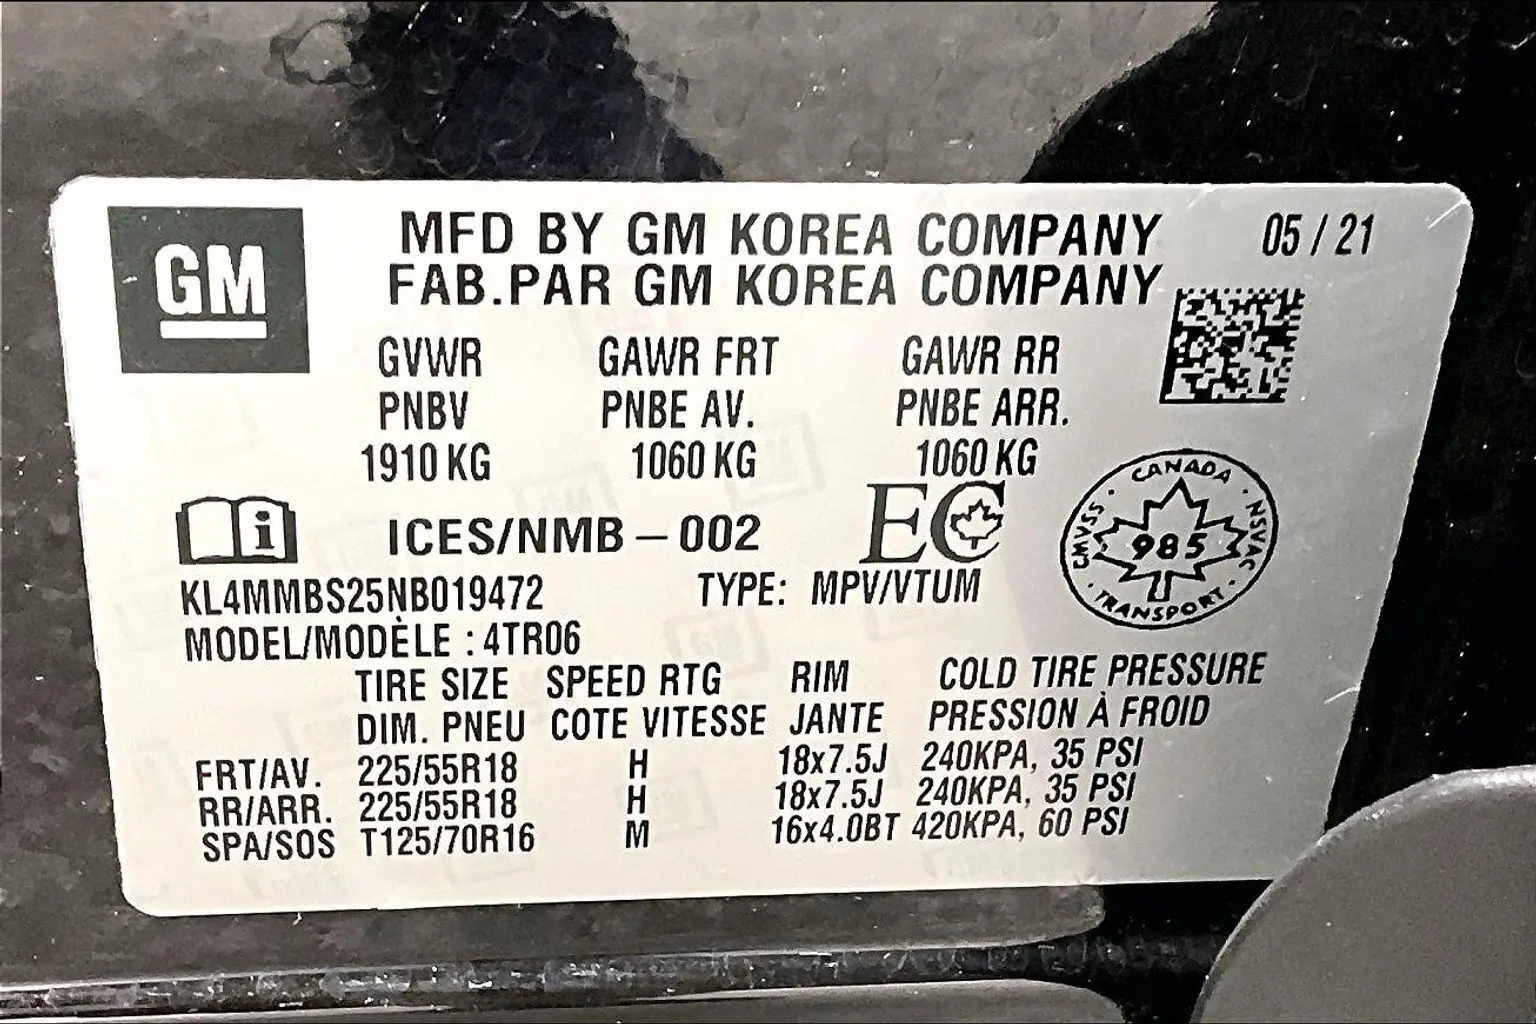 GM
MFD BY GM KOREA COMPANY 05/21
FAB.PAR GM KOREA COMPANY
GVWR GAWR FRT GAWR RR
PNBV PNBE AV. PNBE ARR.
1910 KG 1060 KG 1060 KG
i ICES/NMB-002 EC
CANADA
CMVSS 985 NSVAC
TRANSPORT
KL4MMBS25NB019472 TYPE: MPV/VTUM
MODEL/MODÈLE : 4TR06
TIRE SIZE SPEED RTG RIM COLD TIRE PRESSURE
DIM. PNEU COTE VITESSE JANTE PRESSION À FROID
FRT/AV. 225/55R18 H 18x7.5J 240KPA, 35 PSI
RR/ARR. 225/55R18 H 18x7.5J 240KPA, 35 PSI
SPA/SOS T125/70R16 M 16x4.0BT 420KPA, 60 PSI